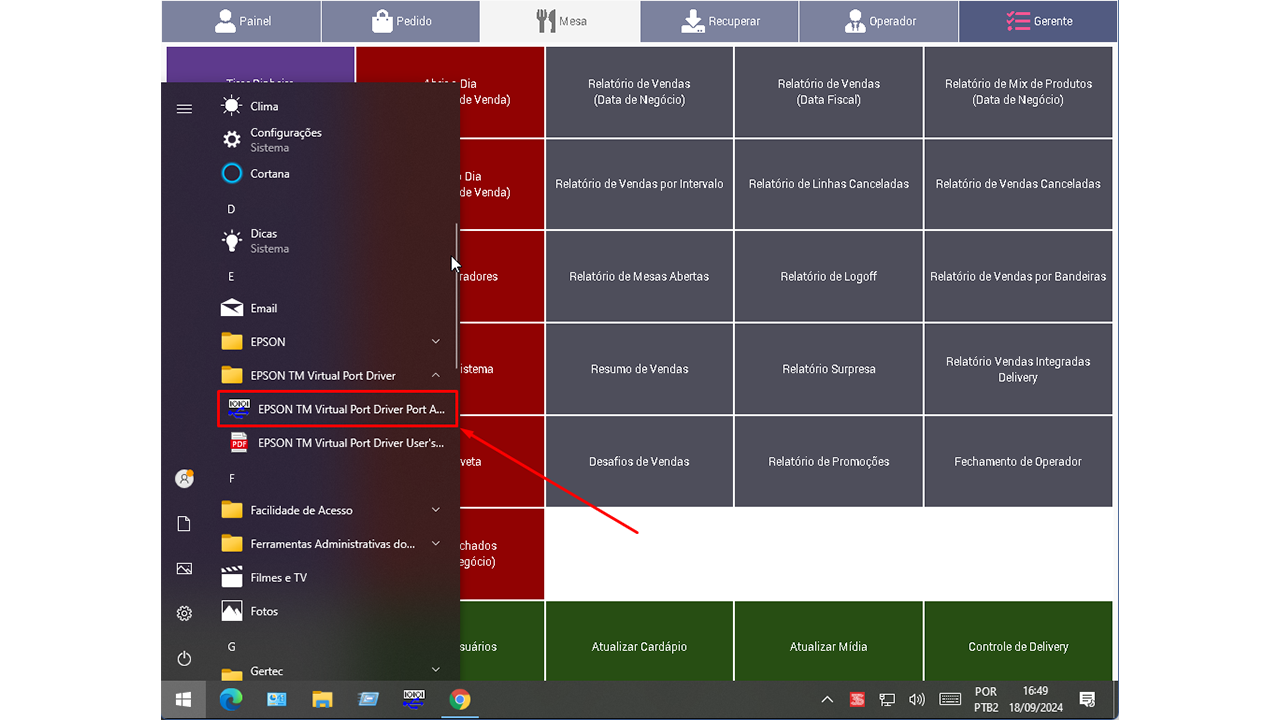 Painel
Pedido
Mesa
Recuperar
Operador
Gerente
Abrir o Dia
de Venda)
Relatório de Vendas
(Data de Negócio)
Relatório de Vendas
(Data Fiscal)
Relatório de Mix de Produtos
(Data de Negócio)
Dia
de Venda)
Relatório de Vendas por Intervalo
Relatório de Linhas Canceladas
Relatório de Vendas Canceladas
radores
Relatório de Mesas Abertas
Relatório de Logoff
Relatório de Vendas por Bandeiras
istema
Resumo de Vendas
Relatório Surpresa
Relatório Vendas Integradas
Delivery
veta
Desafios de Vendas
Relatório de Promoções
Fechamento de Operador
chados
egócio)
suários
Atualizar Cardápio
Atualizar Mídia
Controle de Delivery
Clima
Configurações
Sistema
Cortana
D
Dicas
Sistema
E
Email
EPSON
EPSON TM Virtual Port Driver
EPSON TM Virtual Port Driver Port A...
PDF
EPSON TM Virtual Port Driver User's...
F
Facilidade de Acesso
Ferramentas Administrativas do...
Filmes e TV
Fotos
G
Gertec
POR
PTB2
16:49
18/09/2024